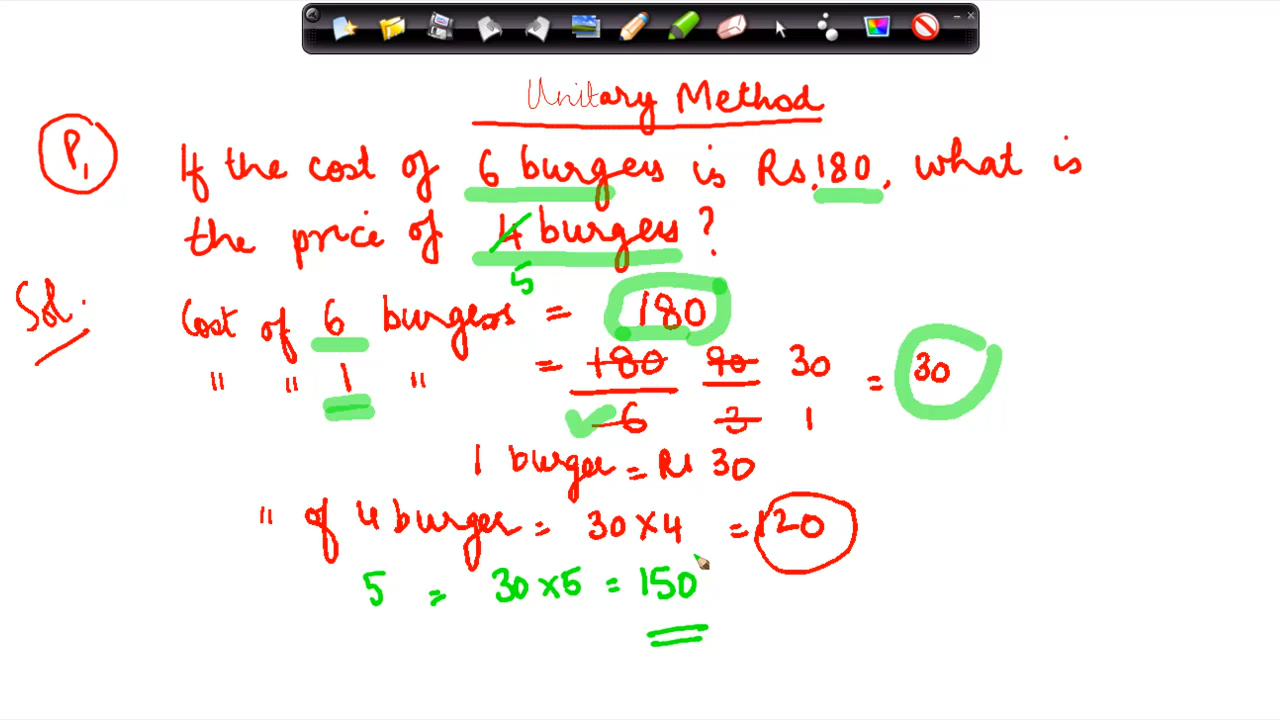 Unitary Method
P1
If the cost of 6 burgers is Rs.180, what is
the price of 4 burgers?
5
Sol.
Cost of 6 burgers = 180
" " 1 " = 180/6 90/3 30/1 = 30
1 burger = Rs 30
" of 4 burger = 30 x 4 = 120
5 = 30 x 5 = 150